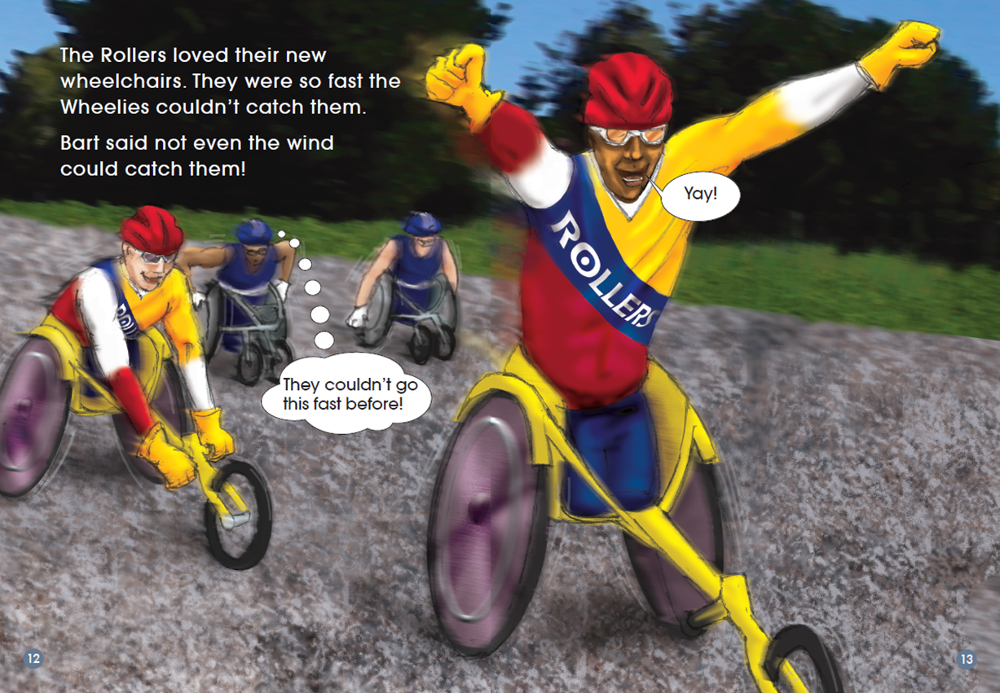 The Rollers loved their new
wheelchairs. They were so fast the
Wheelies couldn't catch them.
Bart said not even the wind
could catch them!
Yay!
ROLLERS
They couldn't go
this fast before!
12
13